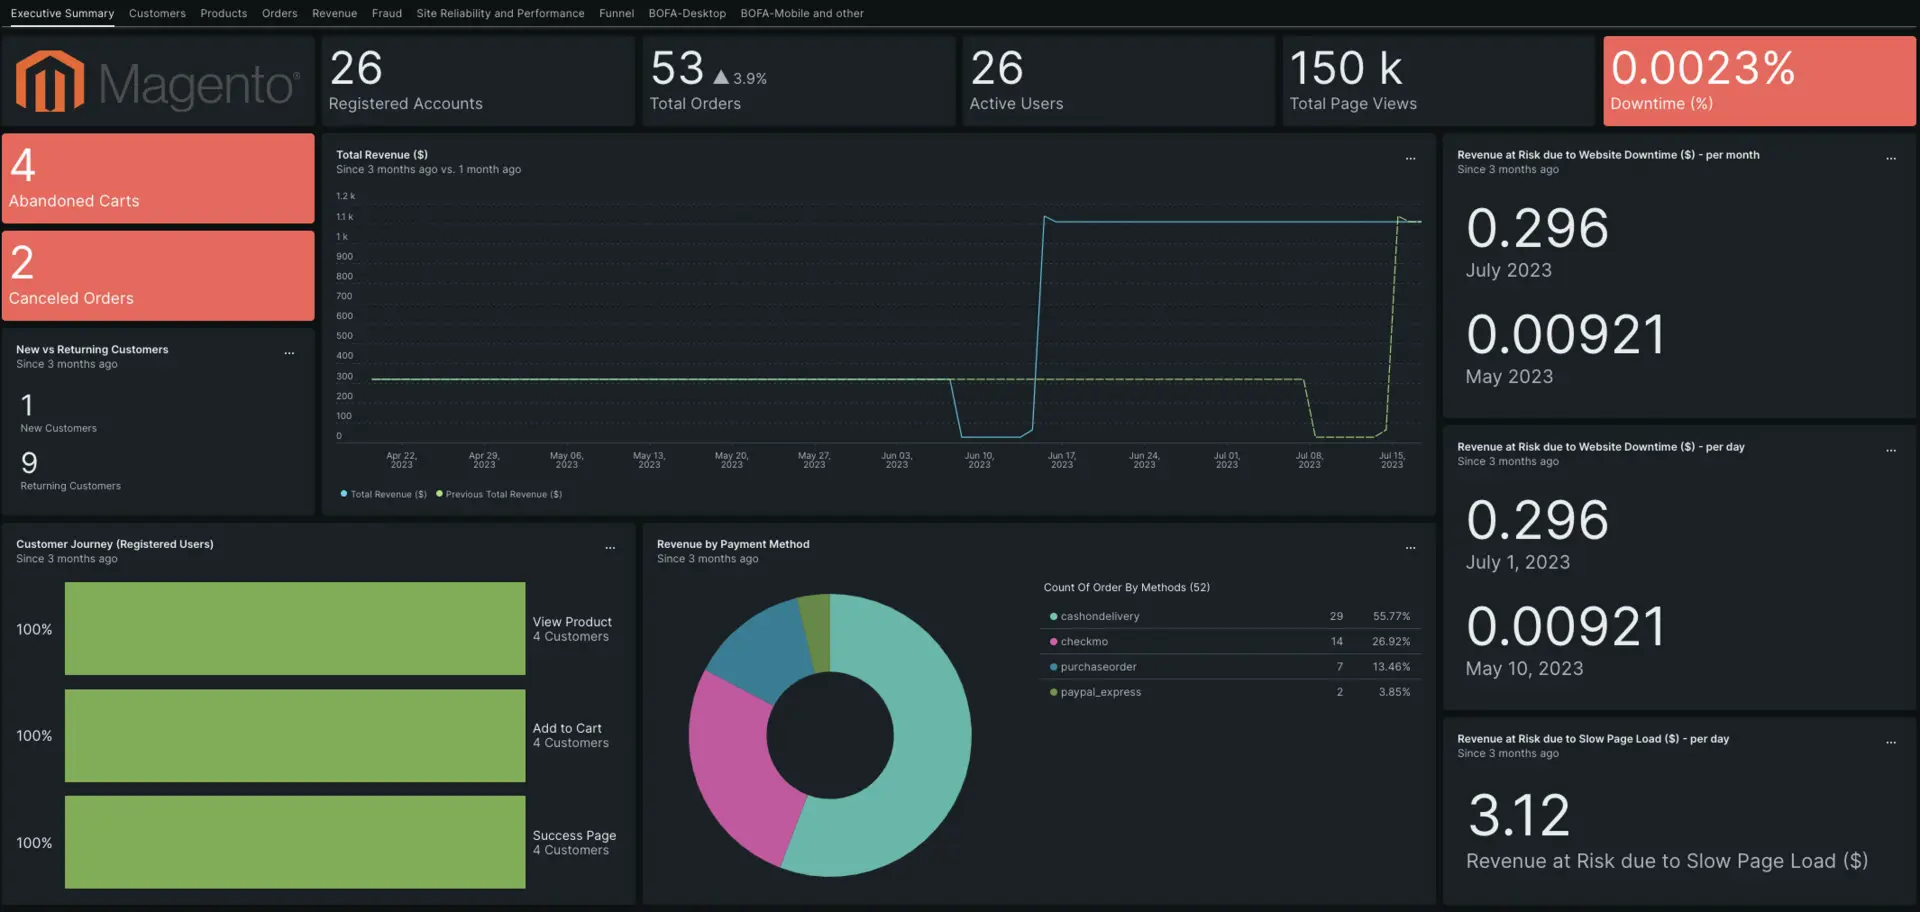 Executive Summary Customers Products Orders Revenue Fraud Site Reliability and Performance Funnel BOFA-Desktop BOFA-Mobile and other
Magento®
26
Registered Accounts
53 ▲ 3.9%
Total Orders
26
Active Users
150 k
Total Page Views
0.0023%
Downtime (%)
4
Abandoned Carts
2
Canceled Orders
New vs Returning Customers
...
Since 3 months ago
1
New Customers
9
Returning Customers
Total Revenue ($)
...
Since 3 months ago vs. 1 month ago
1.2 k
1.1 k
1 k
900
800
700
600
500
400
300
200
100
0
Apr 22, 2023
Apr 29, 2023
May 06, 2023
May 13, 2023
May 20, 2023
May 27, 2023
Jun 03, 2023
Jun 10, 2023
Jun 17, 2023
Jun 24, 2023
Jul 01, 2023
Jul 08, 2023
Jul 15, 2023
Total Revenue ($) Previous Total Revenue ($)
Revenue at Risk due to Website Downtime ($) - per month
...
Since 3 months ago
0.296
July 2023
0.00921
May 2023
Revenue at Risk due to Website Downtime ($) - per day
...
Since 3 months ago
0.296
July 1, 2023
0.00921
May 10, 2023
Customer Journey (Registered Users)
...
Since 3 months ago
100%
View Product
4 Customers
100%
Add to Cart
4 Customers
100%
Success Page
4 Customers
Revenue by Payment Method
...
Since 3 months ago
Count Of Order By Methods (52)
cashondelivery 29 55.77%
checkmo 14 26.92%
purchaseorder 7 13.46%
paypal_express 2 3.85%
Revenue at Risk due to Slow Page Load ($) - per day
...
Since 3 months ago
3.12
Revenue at Risk due to Slow Page Load ($)